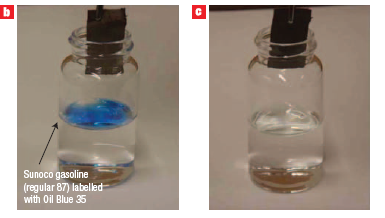 b
c
Sunoco gasoline
(regular 87) labelled
with Oil Blue 35